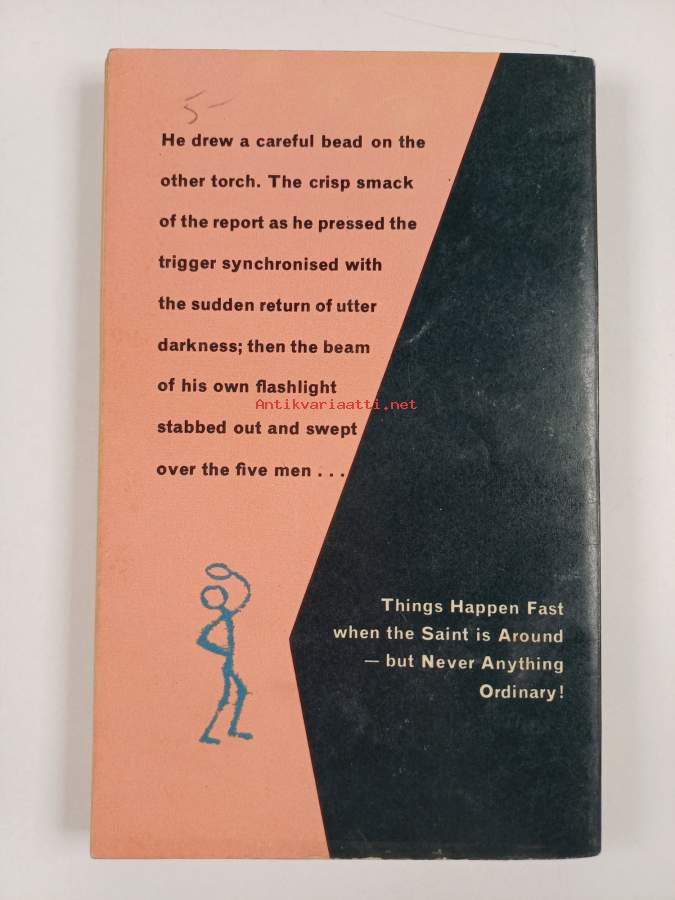 5-
He drew a careful bead on the
other torch. The crisp smack
of the report as he pressed the
trigger synchronised with
the sudden return of utter
darkness; then the beam
of his own flashlight
Antikvariaatti.net
stabbed out and swept
over the five men . . .
Things Happen Fast
when the Saint is Around
— but Never Anything
Ordinary!